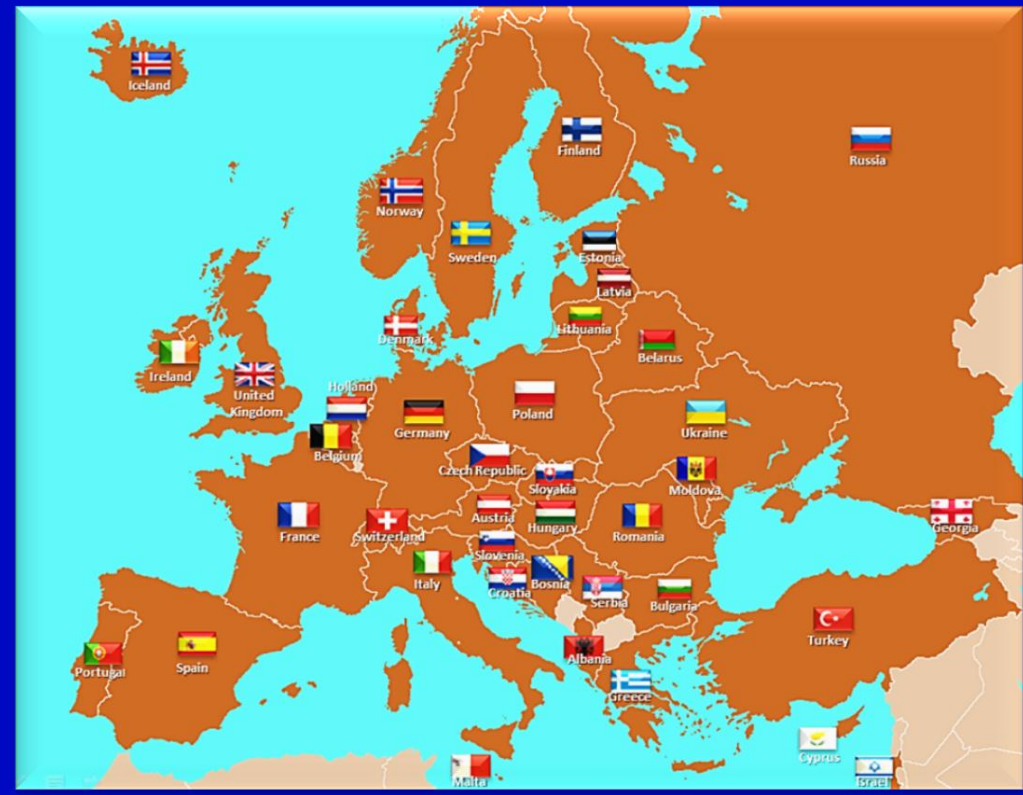 Iceland
Finland
Russia
Norway
Sweden
Estonia
Latvia
Lithuania
Denmark
Belarus
Ireland
United
Kingdom
Holland
Germany
Poland
Ukraine
Belgium
Czech Republic
Slovakia
Moldova
France
Switzerland
Austria
Hungary
Romania
Georgia
Slovenia
Italy
Croatia
Bosnia
Serbia
Bulgaria
Turkey
Portugal
Spain
Albania
Greece
Cyprus
Malta
Israel